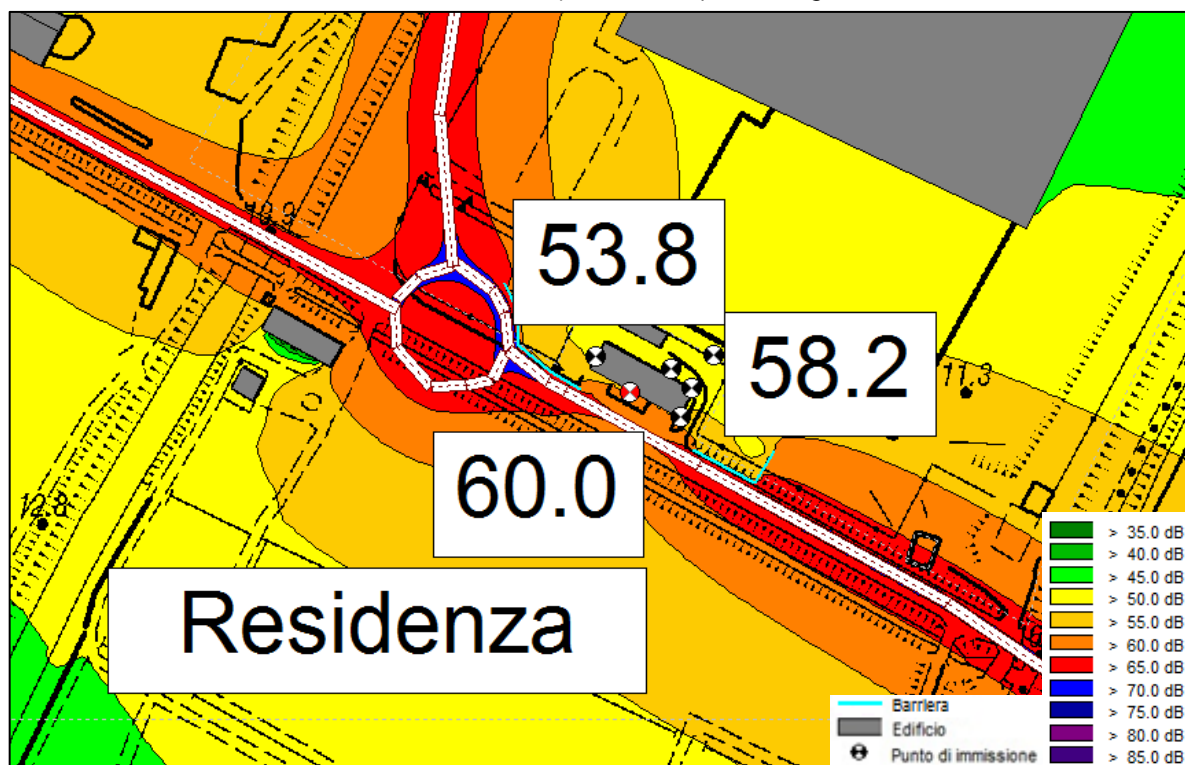 53.8
58.2
11.3
60.0
12.8
Residenza
> 35.0 dB
> 40.0 dB
> 45.0 dB
> 50.0 dB
> 55.0 dB
> 60.0 dB
> 65.0 dB
> 70.0 dB
> 75.0 dB
> 80.0 dB
> 85.0 dB
Barriera
Edificio
Punto di immissione